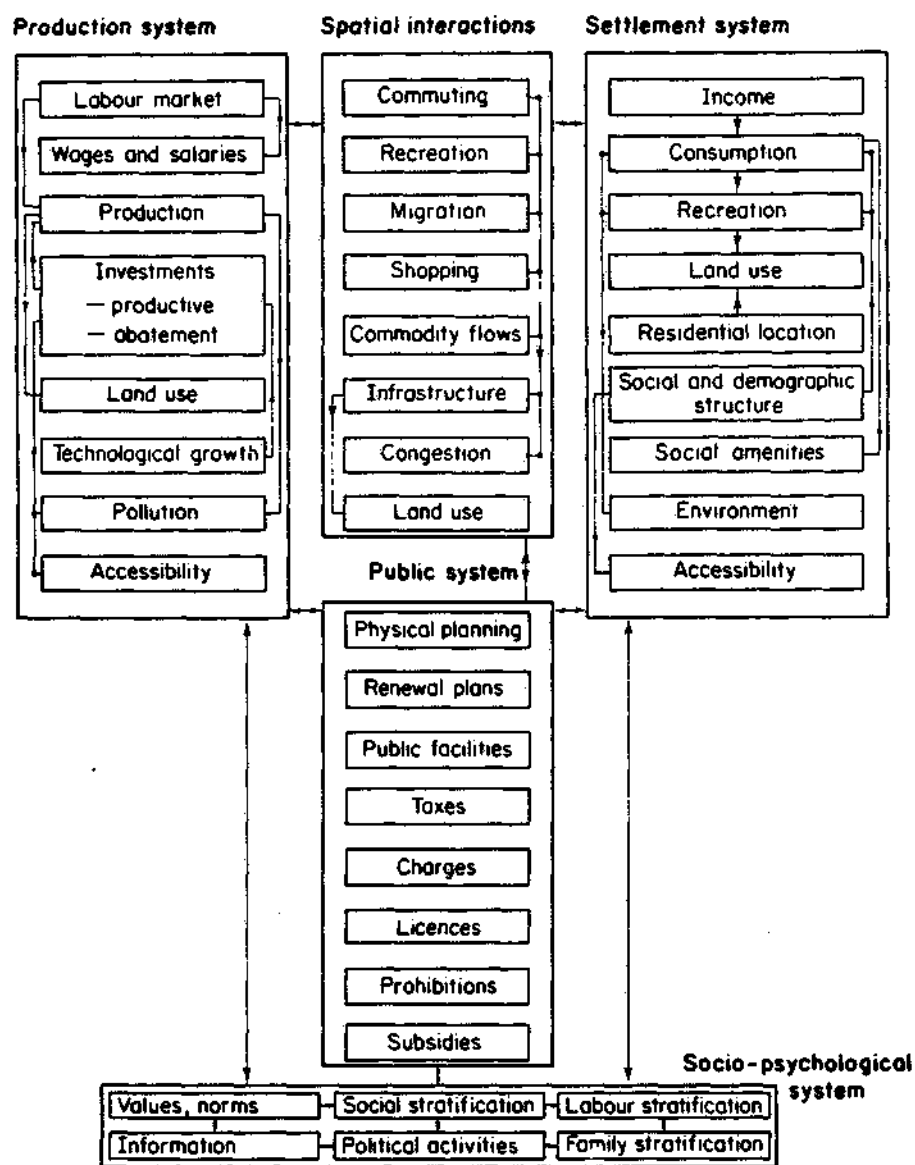 Production system
Labour market
Wages and salaries
Production
Investments
— productive
— abatement
Land use
Technological growth
Pollution
Accessibility
Spatial interactions
Commuting
Recreation
Migration
Shopping
Commodity flows
Infrastructure
Congestion
Land use
Settlement system
Income
Consumption
Recreation
Land use
Residential location
Social and demographic
structure
Social amenities
Environment
Accessibility
Public system
Physical planning
Renewal plans
Public facilities
Taxes
Charges
Licences
Prohibitions
Subsidies
Socio-psychological
system
Values, norms
Social stratification
Labour stratification
Information
Political activities
Family stratification